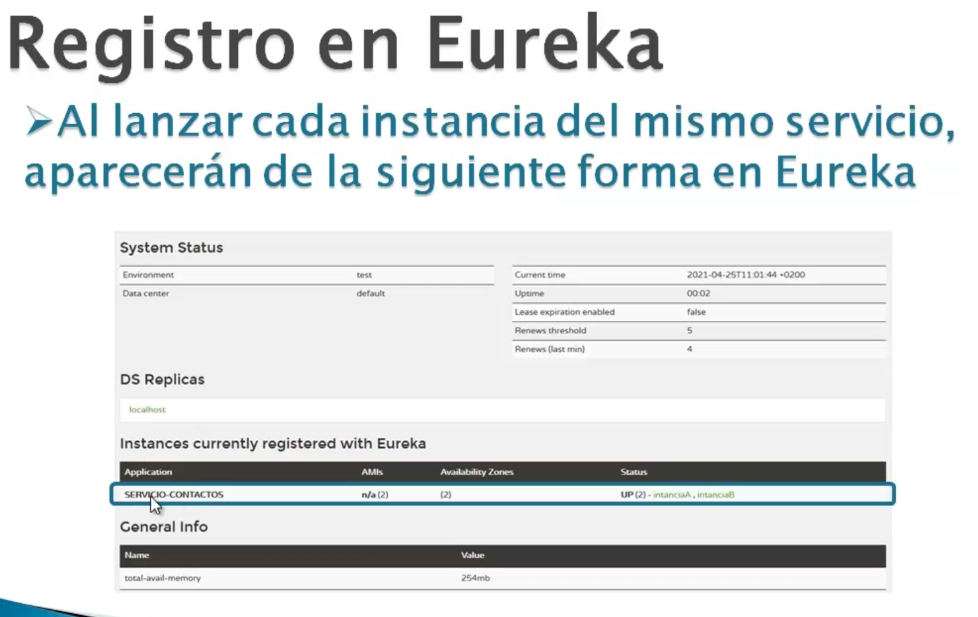 Registro en Eureka
➢Al lanzar cada instancia del mismo servicio,
aparecerán de la siguiente forma en Eureka
System Status
Environment test
Data center default
Current time 2021-04-25T11:01:44 +0200
Uptime 00:02
Lease expiration enabled false
Renews threshold 5
Renews (last min) 4
DS Replicas
localhost
Instances currently registered with Eureka
Application AMIs Availability Zones Status
SERVICIO-CONTACTOS n/a (2) (2) UP (2) - intanciaA , intanciaB
General Info
Name Value
total-avail-memory 254mb